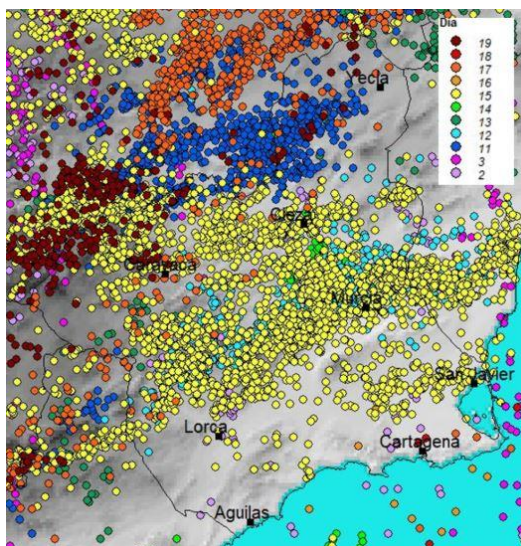 Día
19
18
17
16
15
14
13
12
11
3
2
Yecla
Cieza
Caravaca
Murcia
San Javier
Lorca
Cartagena
Aguilas